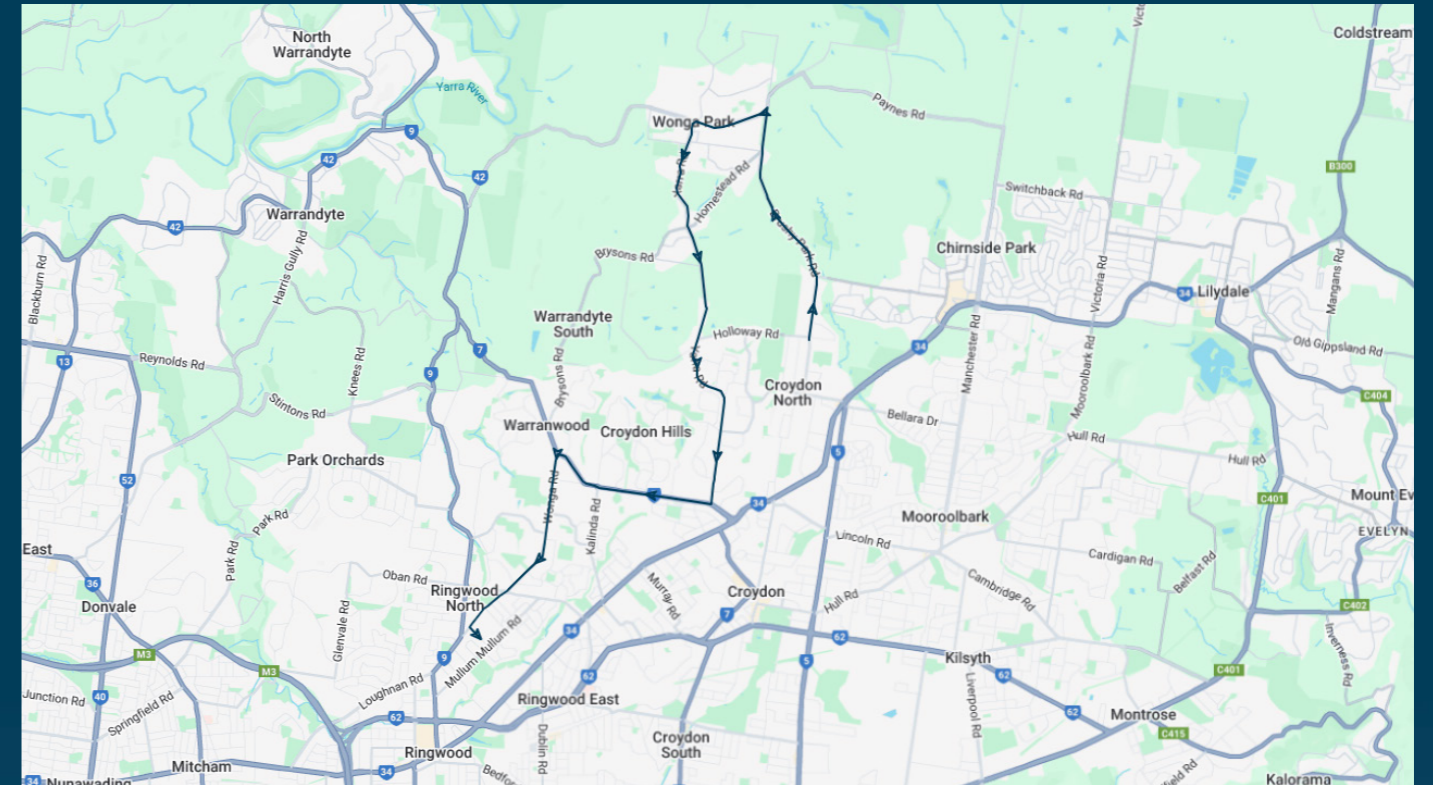 North
Warrandyte
Coldstream
Yarra River
Paynes Rd
Wonga Park
9
42
42
B300
Switchback Rd
Warrandyte
42
Homestead Rd
Yarra Rd
Chirnside Park
Brysons Rd
Blackburn Rd
Harris Gully Rd
Victoria Rd
Mangans Rd
34
Lilydale
Warrandyte
South
Holloway Rd
Old Gippsland Rd
Manchester Rd
Mooroolbark Rd
13
Reynolds Rd
Knees Rd
7
34
9
Brysons Rd
Croydon
North
C404
Stintons Rd
Bellara Dr
Warranwood
Croydon Hills
Hull Rd
Park Orchards
5
Hull Rd
52
Wonga Rd
34
C401
Mount Ev
Park Rd
Kalinda Rd
Mooroolbark
EVELYN
East
Park Rd
Lincoln Rd
Cardigan Rd
Belfast Rd
36
Oban Rd
Ringwood
North
Murray Rd
Croydon
Cambridge Rd
Donvale
Hull Rd
C402
Glenvale Rd
7
34
62
Inverness Rd
M3
9
Mullum Mullum Rd
5
Kilsyth
M3
62
62
C401
Junction Rd
40
Loughnan Rd
Springfield Rd
Ringwood East
Liverpool Rd
62
62
Montrose
C415
Dublin Rd
Croydon
South
Ringwood
Mitcham
34
34
Nunawading
Kalorama